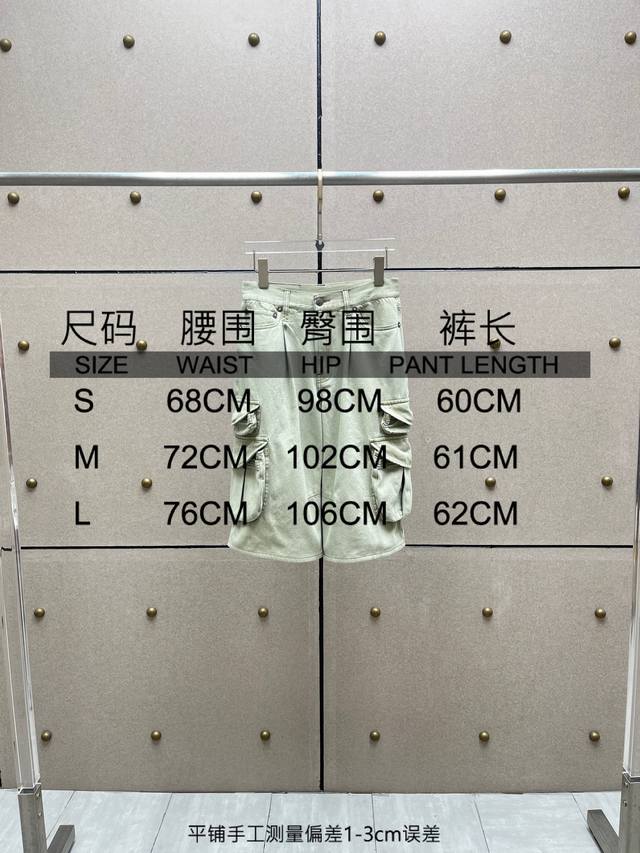 尺码 腰围 臀围 裤长
SIZE WAIST HIP PANT LENGTH
S 68CM 98CM 60CM
M 72CM 102CM 61CM
L 76CM 106CM 62CM
平铺手工测量偏差1-3cm误差